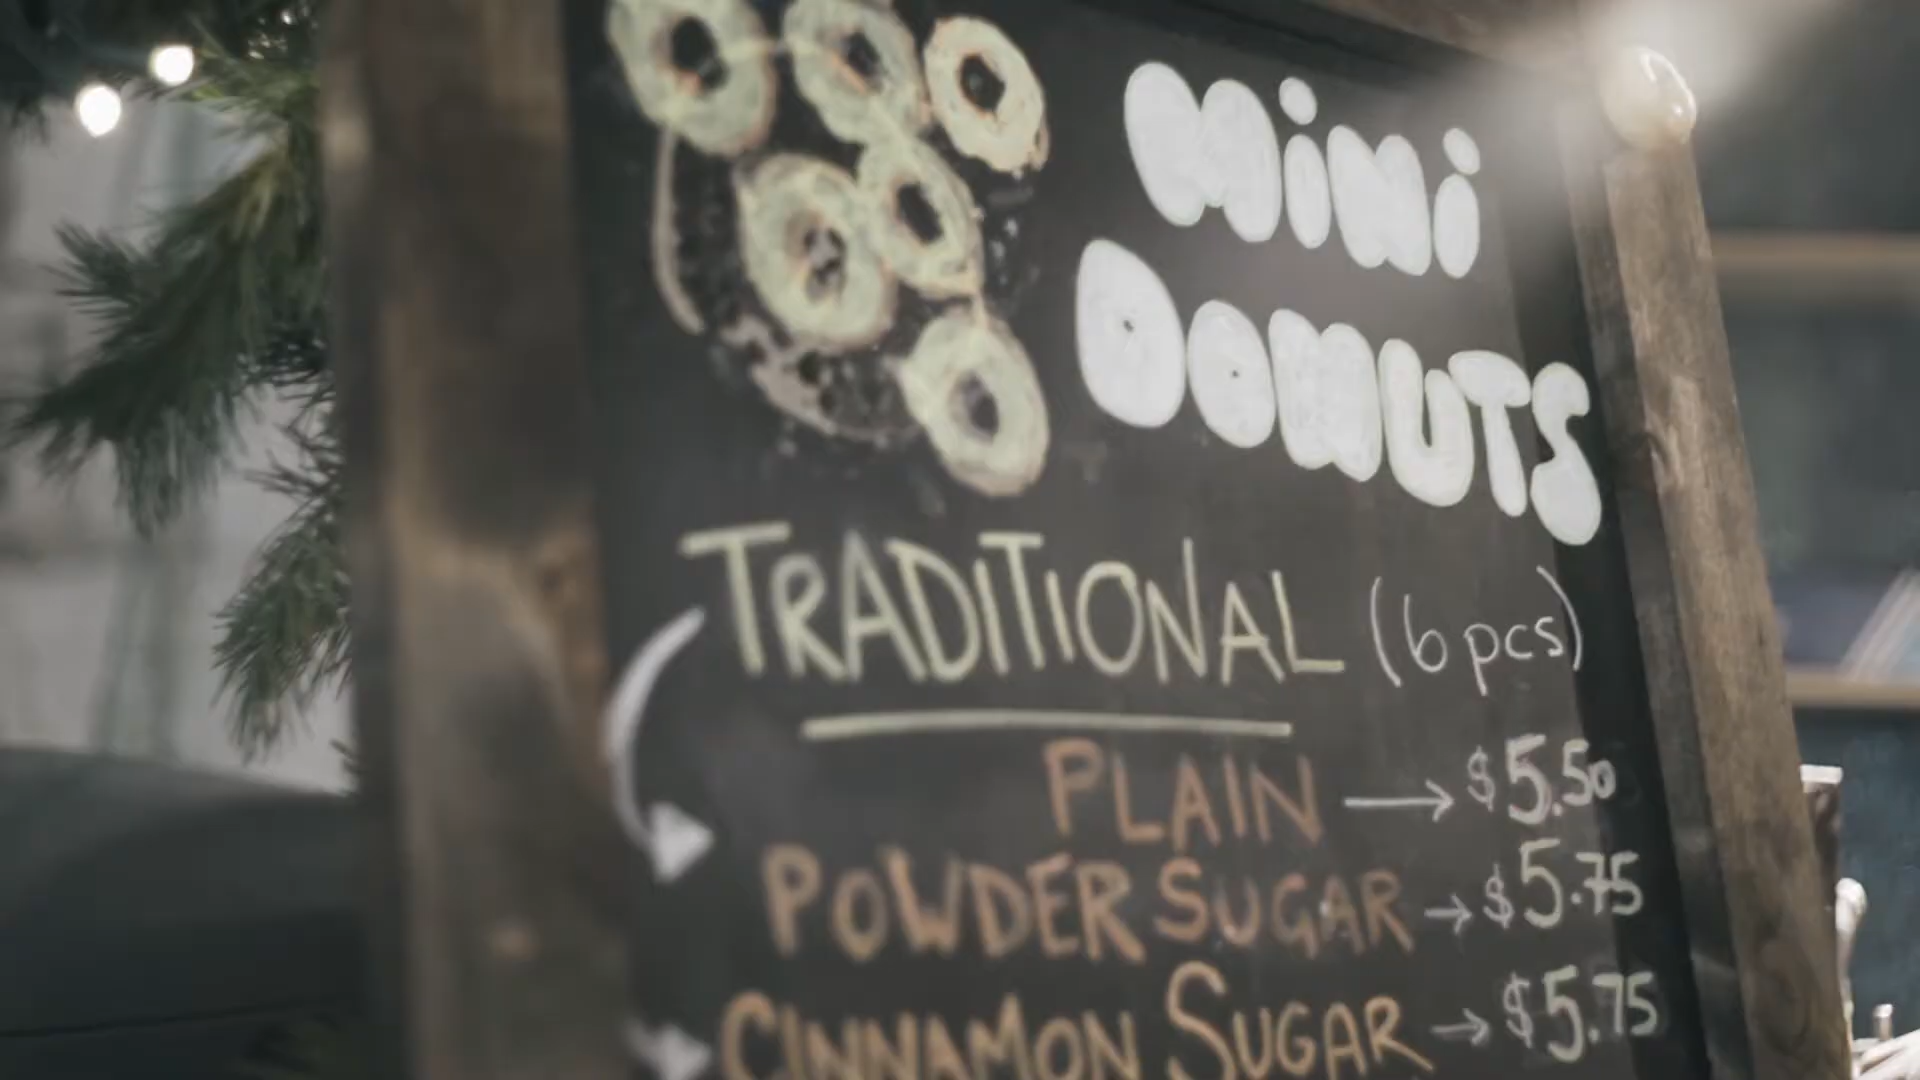 MiNi
DONUTS
TRADITIONAL (6 pcs)
PLAIN → $5.50
POWDER SUGAR → $5.75
CINNAMON SUGAR → $5.75